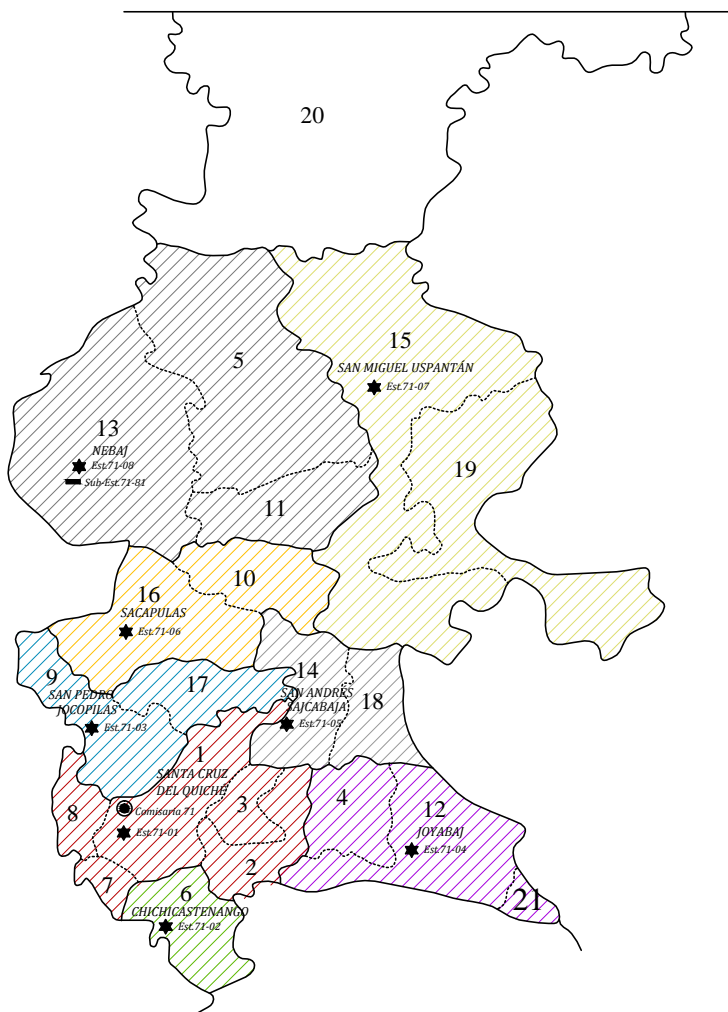 20
15
SAN MIGUEL USPANTÁN
Est.71-07
5
13
NEBAJ
Est.71-08
Sub-Est.71-81
19
11
10
16
SACAPULAS
Est.71-06
9
17
SAN PEDRO
JOCOPILAS
Est.71-03
14
SAN ANDRES
SAJCABAJA
Est.71-05
18
1
SANTA CRUZ
DEL QUICHÉ
Comisaria 71
Est.71-01
8
3
4
12
JOYABAJ
Est.71-04
7
2
6
CHICHICASTENANGO
Est.71-02
21